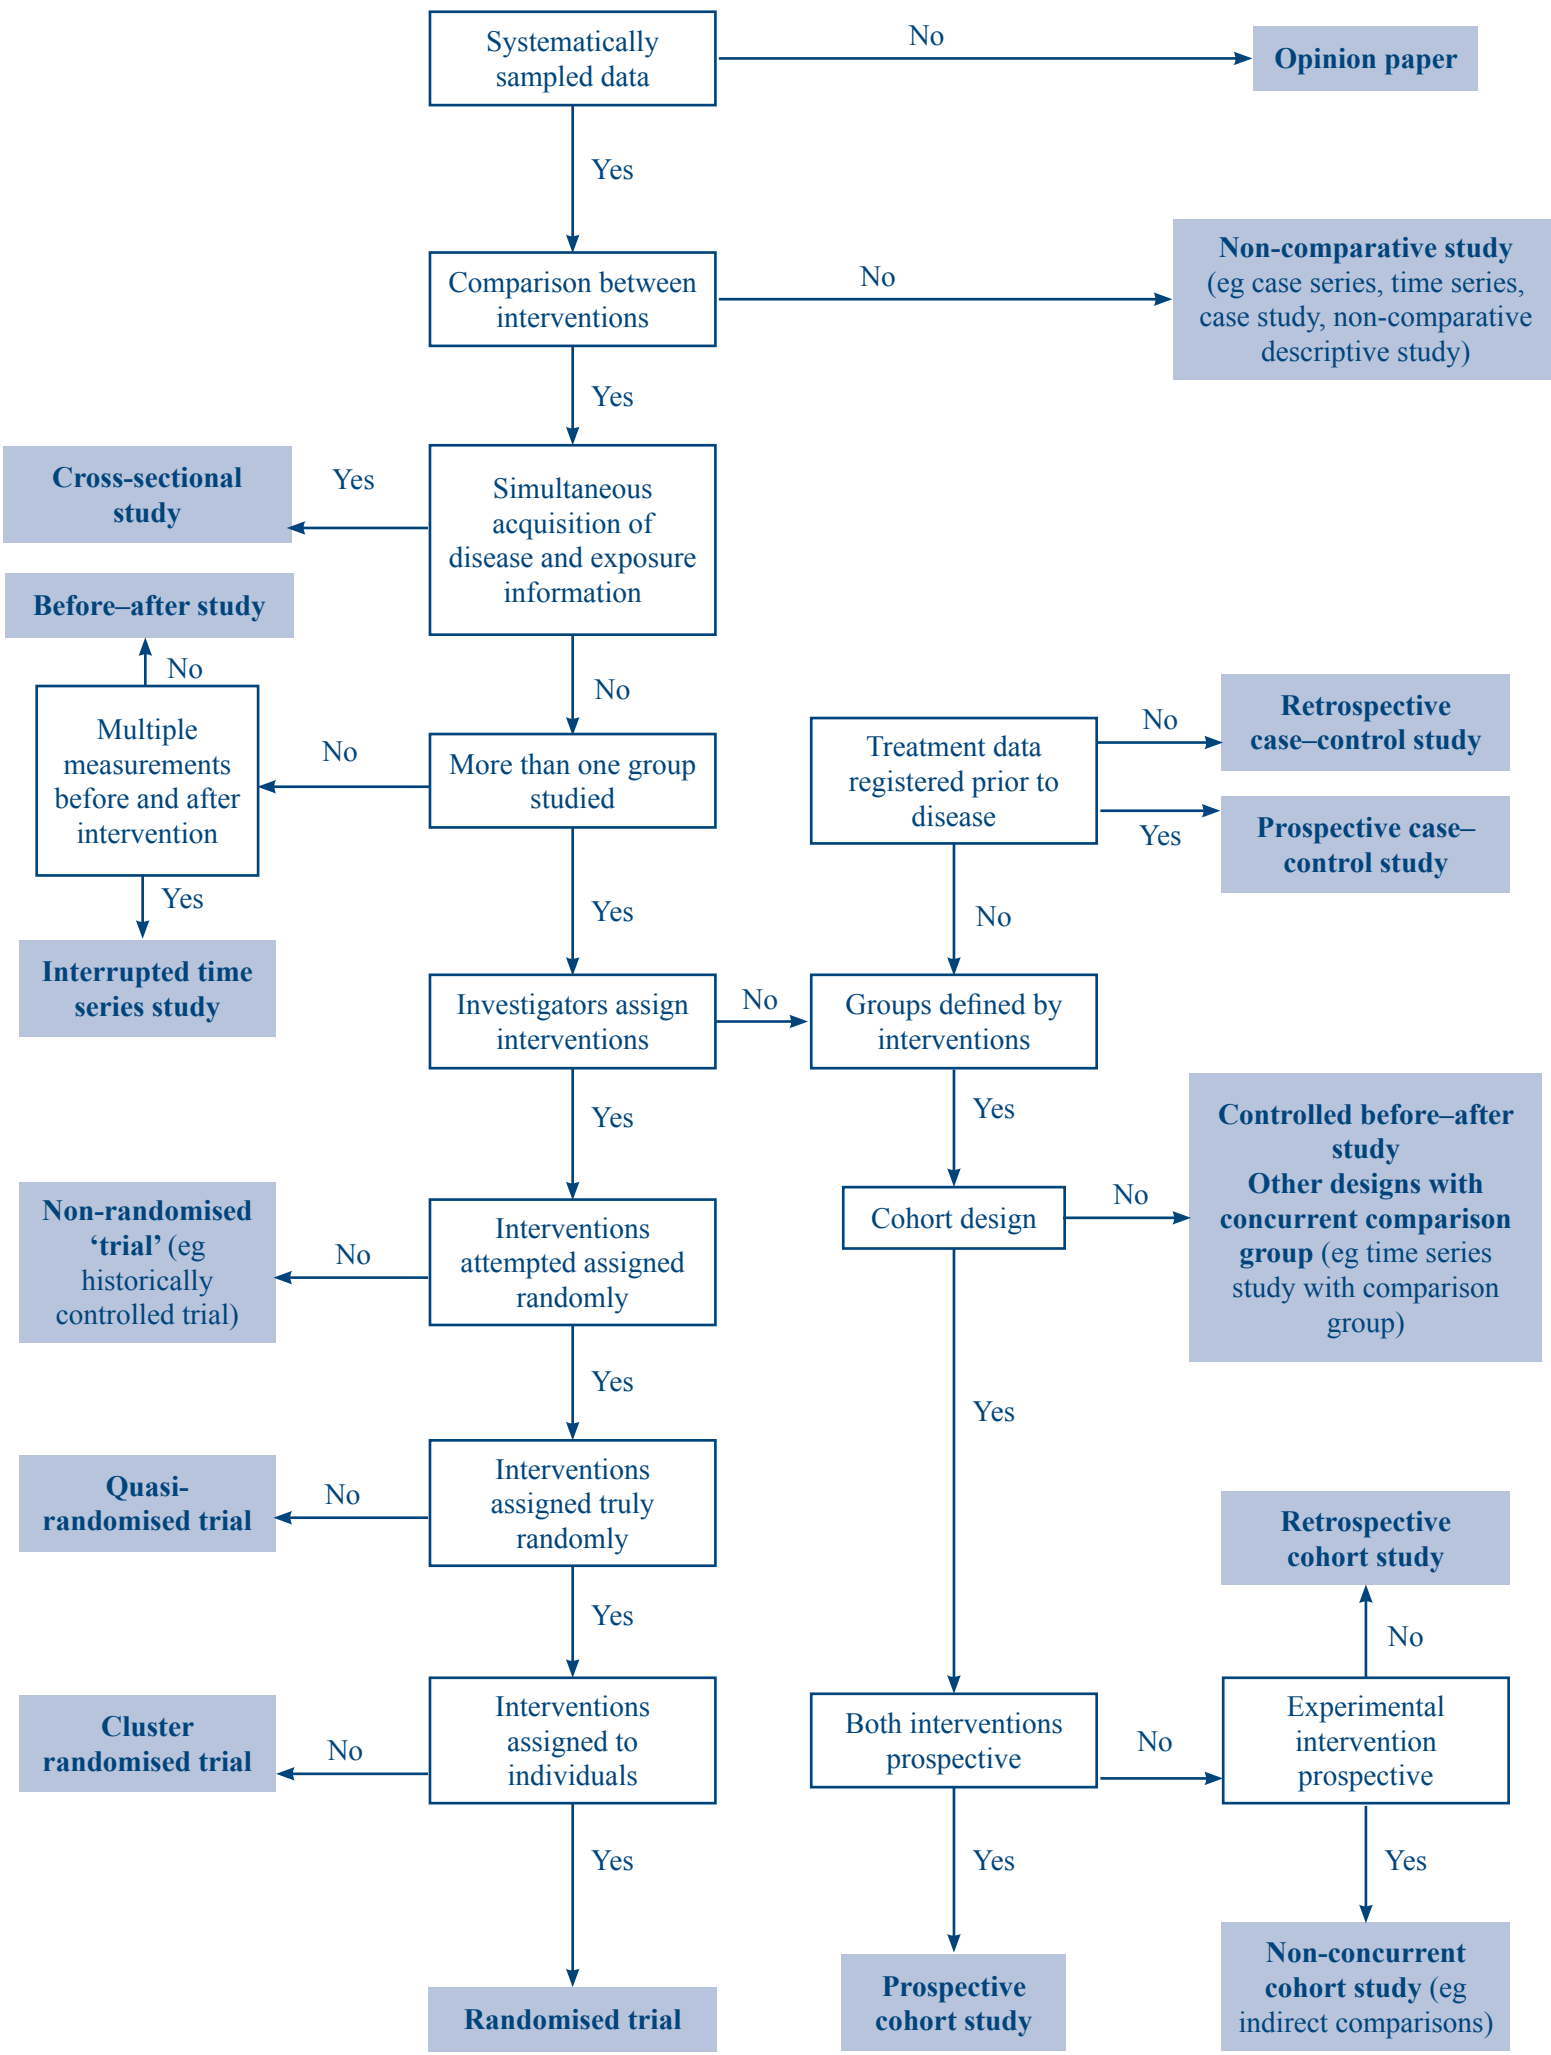 Systematically
sampled data
No
Opinion paper
Yes
Comparison between
interventions
No
Non-comparative study
(eg case series, time series,
case study, non-comparative
descriptive study)
Yes
Cross-sectional
study
Yes
Simultaneous
acquisition of
disease and exposure
information
Before–after study
No
Multiple
measurements
before and after
intervention
No
No
More than one group
studied
Treatment data
registered prior to
disease
No
Retrospective
case–control study
Yes
Prospective case–
control study
Yes
Interrupted time
series study
Yes
No
Investigators assign
interventions
No
Groups defined by
interventions
Yes
Yes
Controlled before–after
study
Other designs with
concurrent comparison
group (eg time series
study with comparison
group)
Non-randomised
‘trial’ (eg
historically
controlled trial)
No
Interventions
attempted assigned
randomly
Cohort design
No
Yes
Yes
Quasi-
randomised trial
No
Interventions
assigned truly
randomly
Retrospective
cohort study
Yes
No
Cluster
randomised trial
No
Interventions
assigned to
individuals
Both interventions
prospective
No
Experimental
intervention
prospective
Yes
Yes
Yes
Randomised trial
Prospective
cohort study
Non-concurrent
cohort study (eg
indirect comparisons)